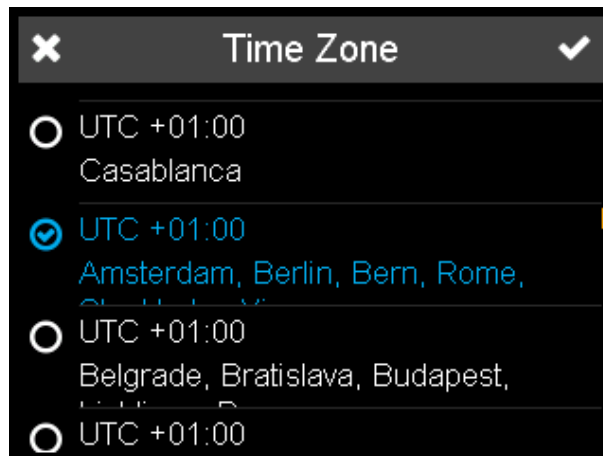 Time Zone
UTC +01:00
Casablanca
UTC +01:00
Amsterdam, Berlin, Bern, Rome,
UTC +01:00
Belgrade, Bratislava, Budapest,
UTC +01:00